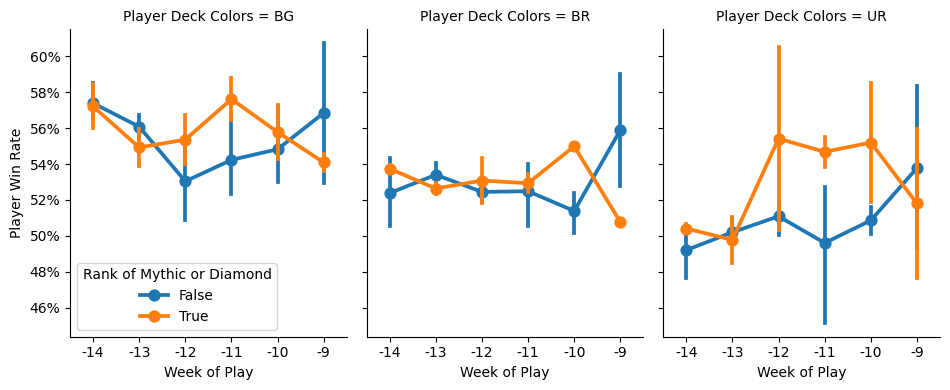 Player Deck Colors = BG
Player Deck Colors = BR
Player Deck Colors = UR
Player Win Rate
60%
58%
56%
54%
52%
50%
48%
46%
Rank of Mythic or Diamond
False
True
-14 -13 -12 -11 -10 -9
-14 -13 -12 -11 -10 -9
-14 -13 -12 -11 -10 -9
Week of Play
Week of Play
Week of Play